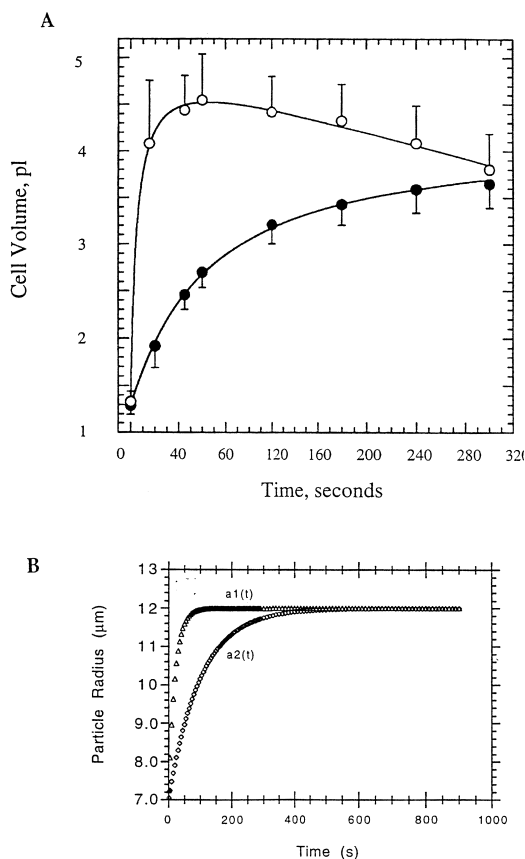 A
5
4
3
2
1
Cell Volume, pl
0 40 60 120 160 180 200 240 280 320
Time, seconds
B
13
12
11
10
9.0
8.0
7.0
Particle Radius (μm)
a1(t)
a2(t)
0 200 400 600 800 1000
Time (s)